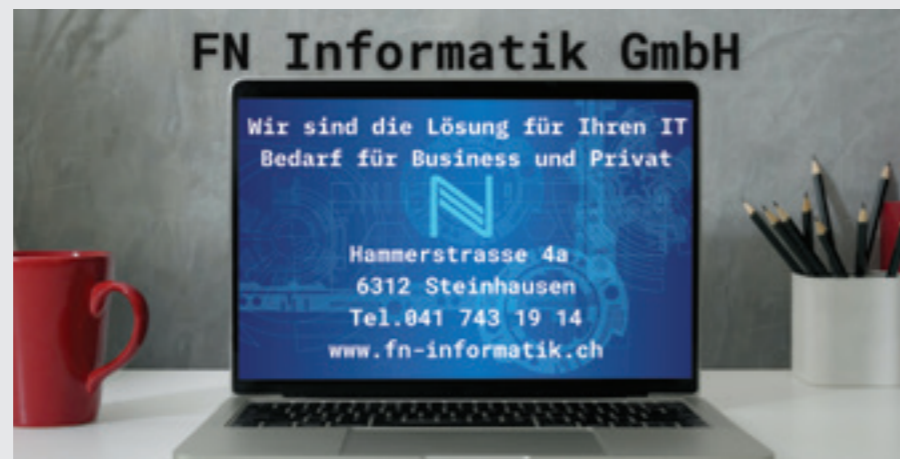 FN Informatik GmbH
Wir sind die Lösung für Ihren IT
Bedarf für Business und Privat
Hammerstrasse 4a
6312 Steinhausen
Tel.041 743 19 14
www.fn-informatik.ch